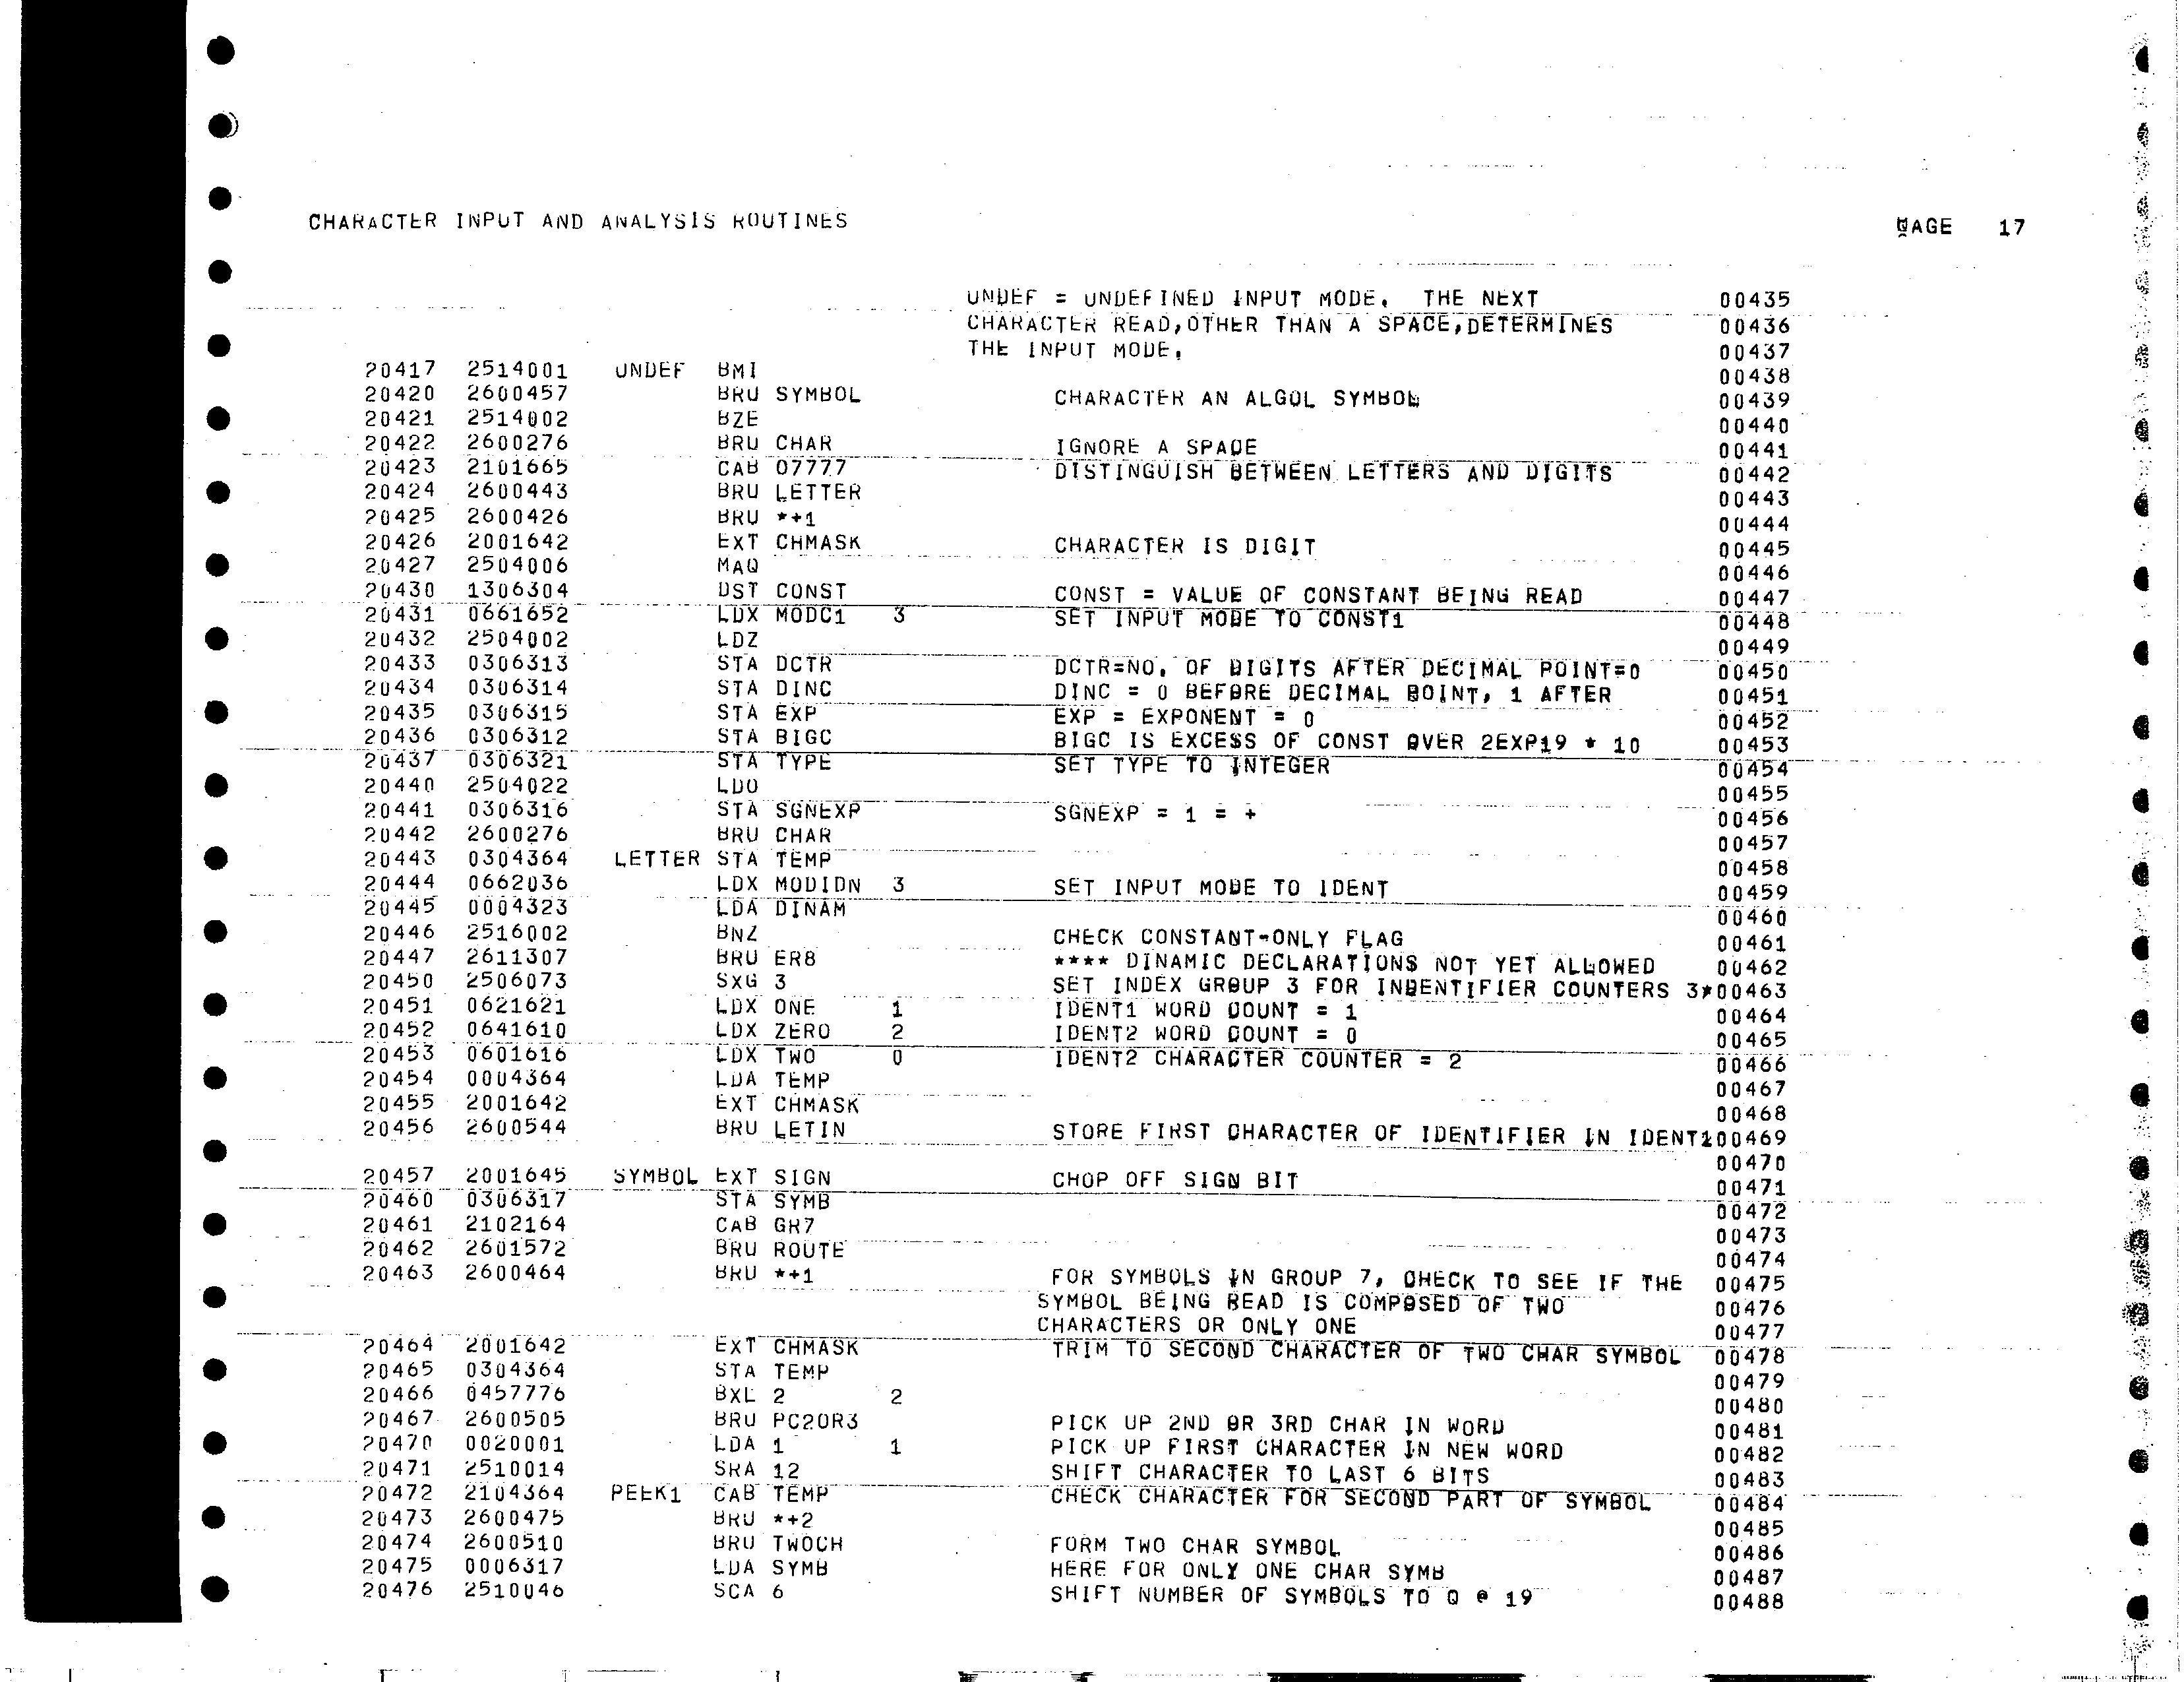 CHARACTER INPUT AND ANALYSIS ROUTINES PAGE 17
UNDEF = UNDEFINED INPUT MODE. THE NEXT 00435
CHARACTER READ,OTHER THAN A SPACE,DETERMINES 00436
THE INPUT MODE. 00437
20417 2514001 UNDEF BMI 00438
20420 2600457 BRU SYMBOL CHARACTER AN ALGOL SYMBOL 00439
20421 2514002 BZE 00440
20422 2600276 BRU CHAR IGNORE A SPACE 00441
20423 2101665 CAB O7777 DISTINGUISH BETWEEN LETTERS AND DIGITS 00442
20424 2600443 BRU LETTER 00443
20425 2600426 BRU *+1 00444
20426 2001642 EXT CHMASK CHARACTER IS DIGIT 00445
20427 2504006 MAQ 00446
20430 1306304 DST CONST CONST = VALUE OF CONSTANT BEING READ 00447
20431 0661652 LDX MODC1 3 SET INPUT MODE TO CONST1 00448
20432 2504002 LDZ 00449
20433 0306313 STA DCTR DCTR=NO. OF DIGITS AFTER DECIMAL POINT=0 00450
20434 0306314 STA DINC DINC = 0 BEFORE DECIMAL POINT, 1 AFTER 00451
20435 0306315 STA EXP EXP = EXPONENT = 0 00452
20436 0306312 STA BIGC BIGC IS EXCESS OF CONST OVER 2EXP19 * 10 00453
20437 0306321 STA TYPE SET TYPE TO INTEGER 00454
20440 2504022 LDO 00455
20441 0306316 STA SGNEXP SGNEXP = 1 = + 00456
20442 2600276 BRU CHAR 00457
20443 0304364 LETTER STA TEMP 00458
20444 0662036 LDX MODIDN 3 SET INPUT MODE TO IDENT 00459
20445 0004323 LDA DINAM 00460
20446 2516002 BNZ CHECK CONSTANT-ONLY FLAG 00461
20447 2611307 BRU ER8 **** DINAMIC DECLARATIONS NOT YET ALLOWED 00462
20450 2506073 SXG 3 SET INDEX GROUP 3 FOR INDENTIFIER COUNTERS 3*00463
20451 0621621 LDX ONE 1 IDENT1 WORD COUNT = 1 00464
20452 0641610 LDX ZERO 2 IDENT2 WORD COUNT = 0 00465
20453 0601616 LDX TWO 0 IDENT2 CHARACTER COUNTER = 2 00466
20454 0004364 LDA TEMP 00467
20455 2001642 EXT CHMASK 00468
20456 2600544 BRU LETIN STORE FIRST CHARACTER OF IDENTIFIER IN IDENT100469
00470
20457 2001645 SYMBOL EXT SIGN CHOP OFF SIGN BIT 00471
20460 0306317 STA SYMB 00472
20461 2102164 CAB GR7 00473
20462 2601572 BRU ROUTE 00474
20463 2600464 BRU *+1 FOR SYMBOLS IN GROUP 7, CHECK TO SEE IF THE 00475
SYMBOL BEING READ IS COMPOSED OF TWO 00476
CHARACTERS OR ONLY ONE 00477
20464 2001642 EXT CHMASK TRIM TO SECOND CHARACTER OF TWO CHAR SYMBOL 00478
20465 0304364 STA TEMP 00479
20466 0457776 BXL 2 2 00480
20467 2600505 BRU PC2OR3 PICK UP 2ND OR 3RD CHAR IN WORD 00481
20470 0020001 LDA 1 1 PICK UP FIRST CHARACTER IN NEW WORD 00482
20471 2510014 SRA 12 SHIFT CHARACTER TO LAST 6 BITS 00483
20472 2104364 PEEK1 CAB TEMP CHECK CHARACTER FOR SECOND PART OF SYMBOL 00484
20473 2600475 BRU *+2 00485
20474 2600510 BRU TWOCH FORM TWO CHAR SYMBOL 00486
20475 0006317 LDA SYMB HERE FOR ONLY ONE CHAR SYMB 00487
20476 2510046 SCA 6 SHIFT NUMBER OF SYMBOLS TO Q @ 19 00488